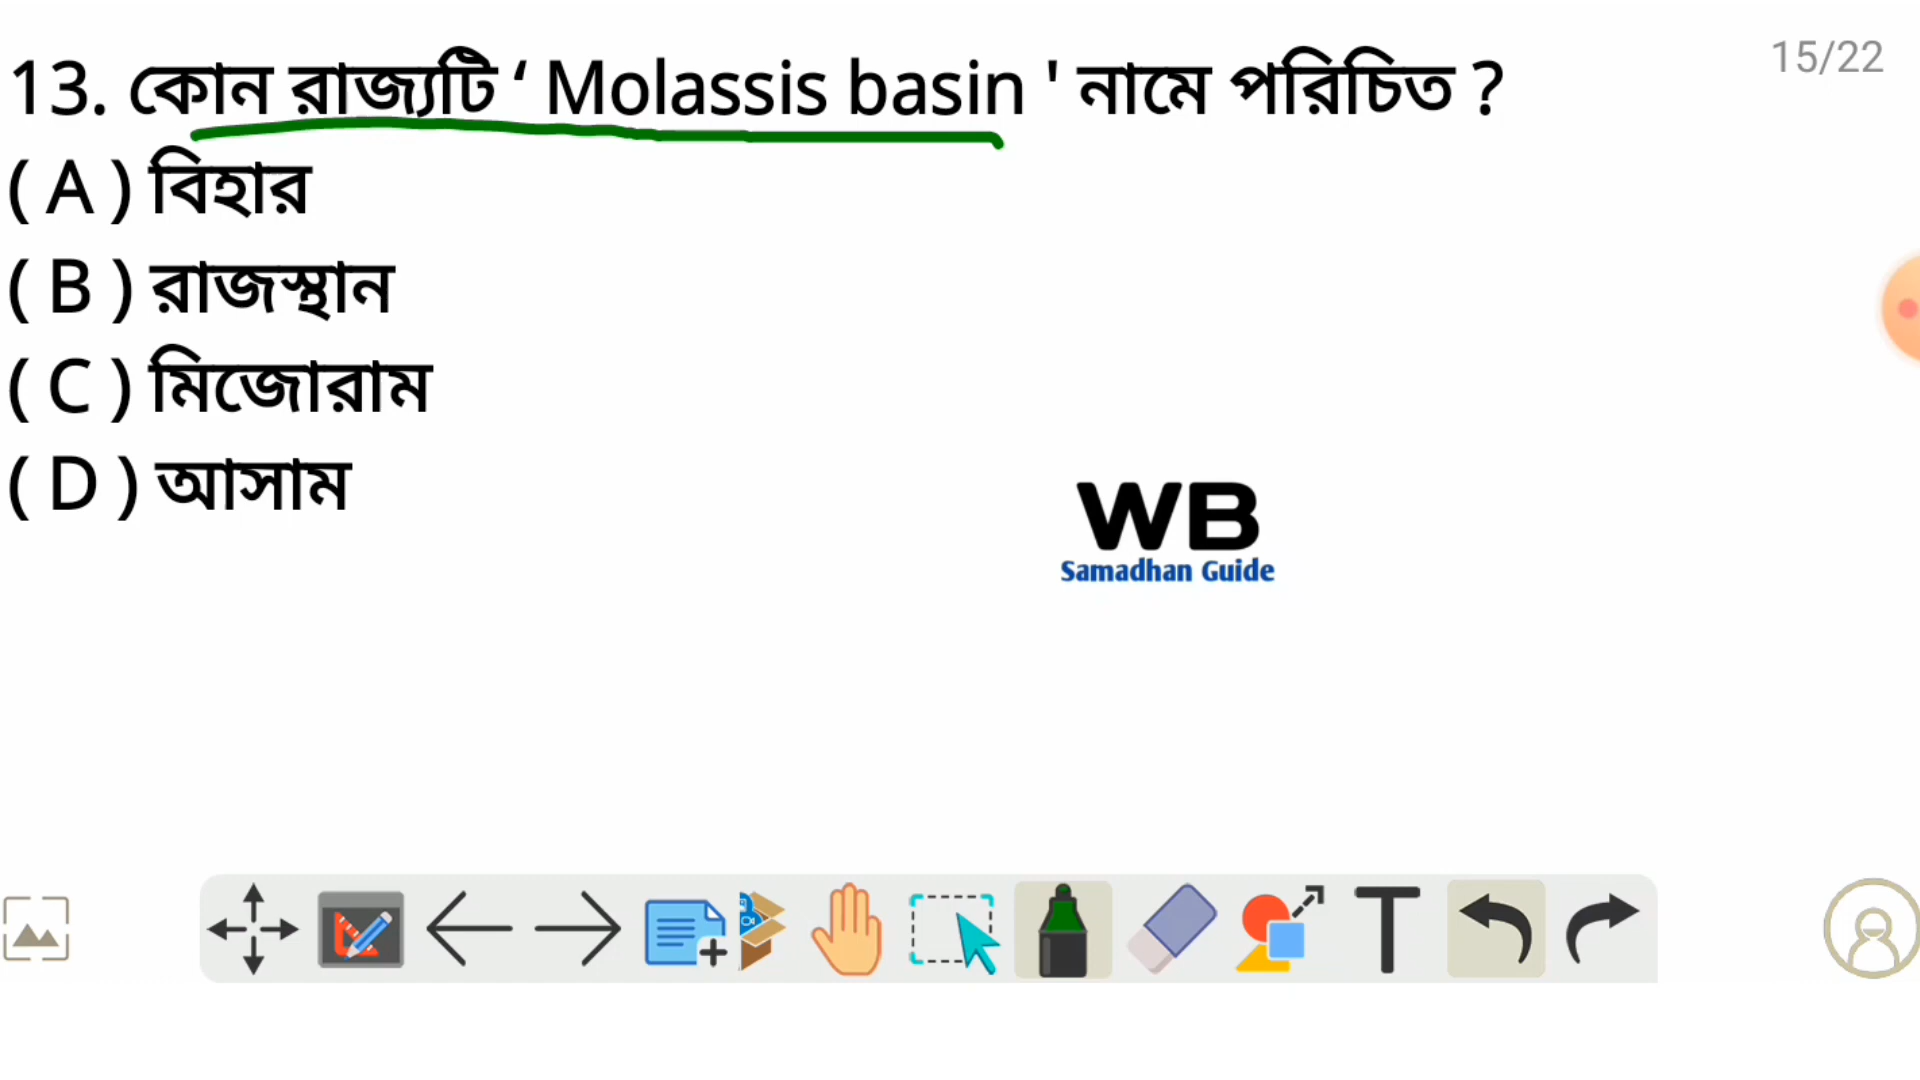 15/22
13. কোন রাজ্যটি ‘ Molassis basin ' নামে পরিচিত ?
( A ) বিহার
( B ) রাজস্থান
( C ) মিজোরাম
( D ) আসাম
WB
Samadhan Guide